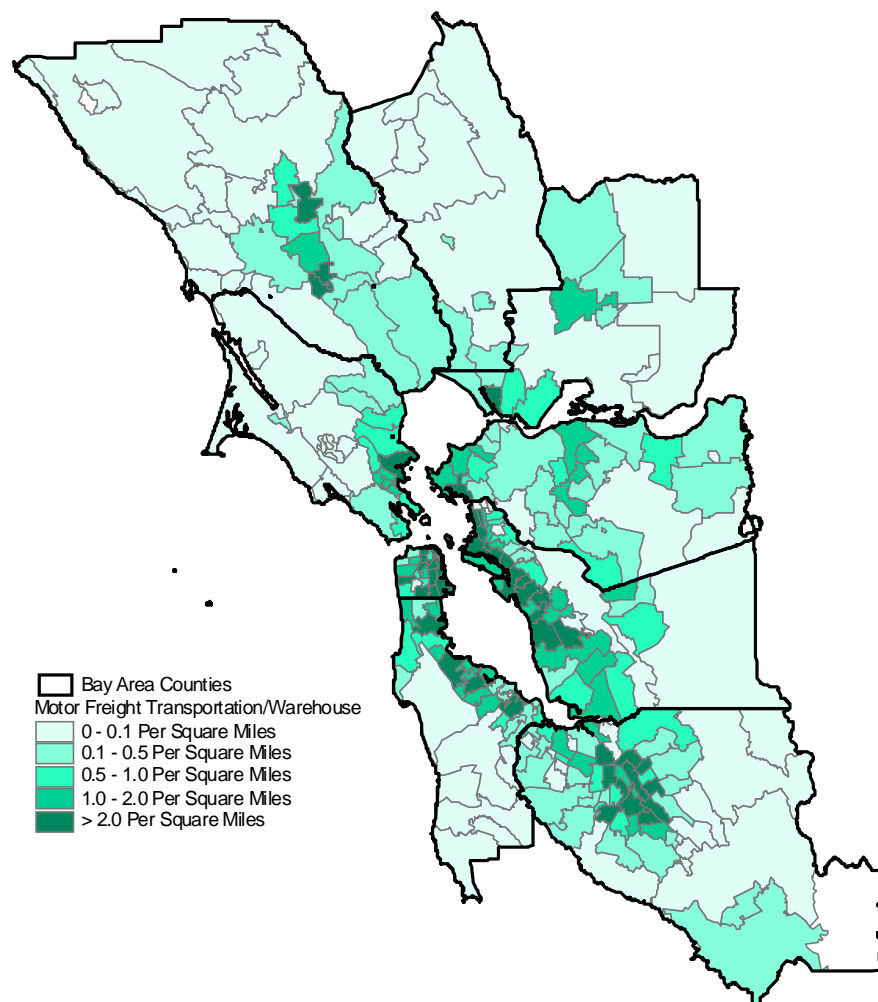 Bay Area Counties
Motor Freight Transportation/Warehouse
0 - 0.1 Per Square Miles
0.1 - 0.5 Per Square Miles
0.5 - 1.0 Per Square Miles
1.0 - 2.0 Per Square Miles
> 2.0 Per Square Miles